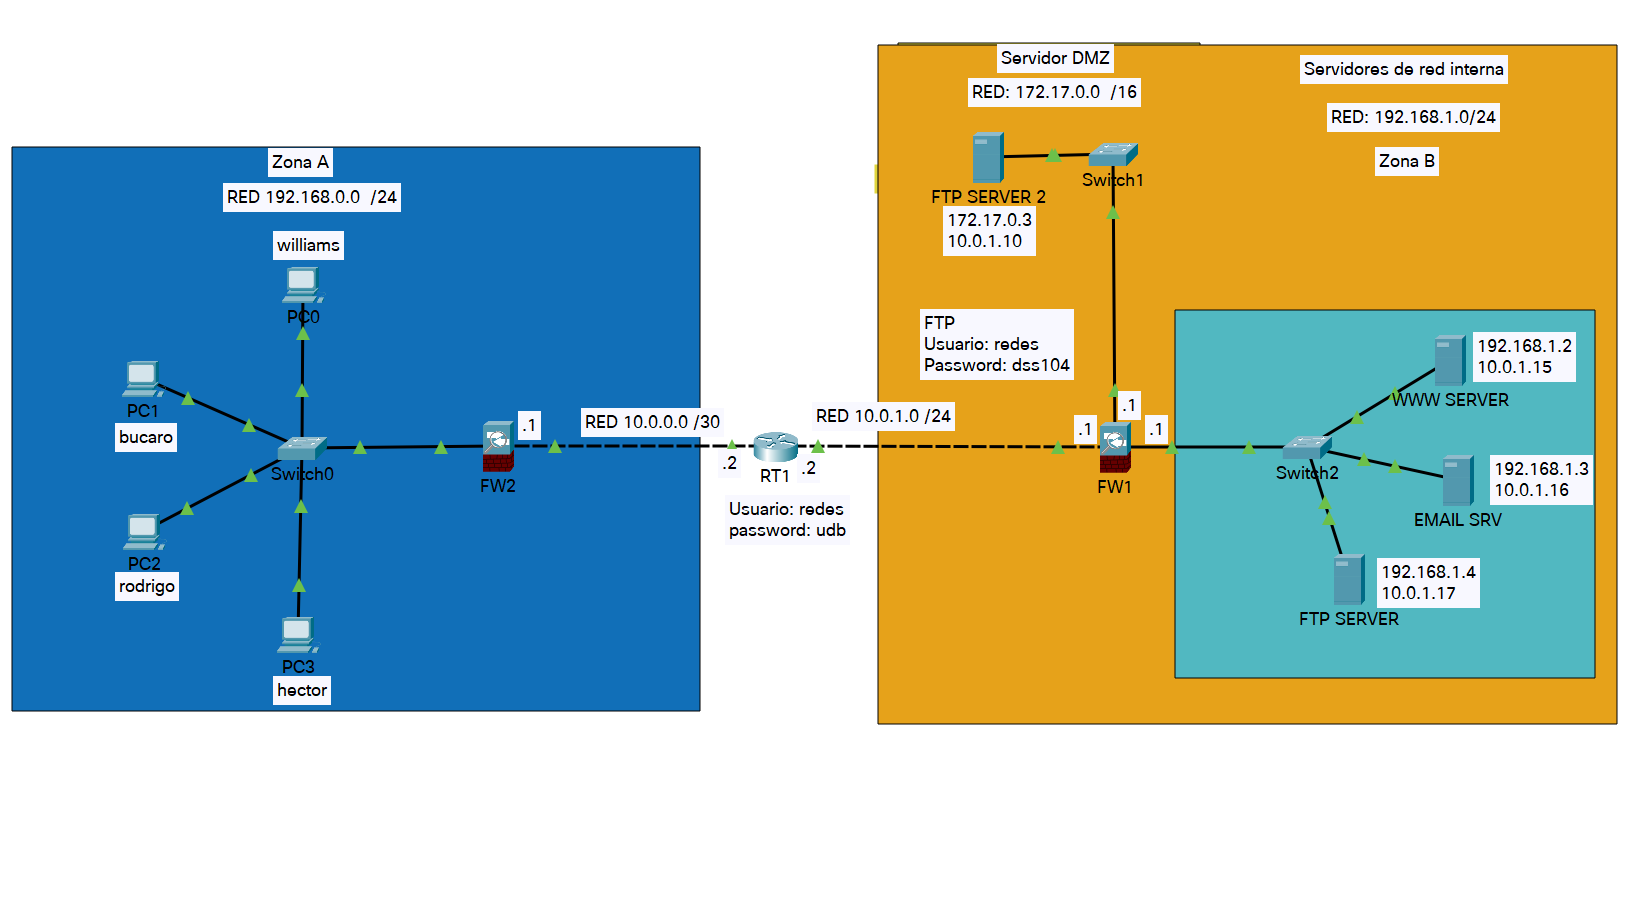 Zona A
RED 192.168.0.0  /24
williams
PC0
PC1
bucaro
Switch0
PC2
rodrigo
PC3
hector
.1
FW2
RED 10.0.0.0 /30
.2
RT1
.2
Usuario: redes
password: udb
RED 10.0.1.0 /24
Servidor DMZ
RED: 172.17.0.0  /16
Switch1
FTP SERVER 2
172.17.0.3
10.0.1.10
FTP
Usuario: redes
Password: dss104
.1
.1
.1
FW1
Servidores de red interna
RED: 192.168.1.0/24
Zona B
192.168.1.2
10.0.1.15
WWW SERVER
Switch2
192.168.1.3
10.0.1.16
EMAIL SRV
192.168.1.4
10.0.1.17
FTP SERVER